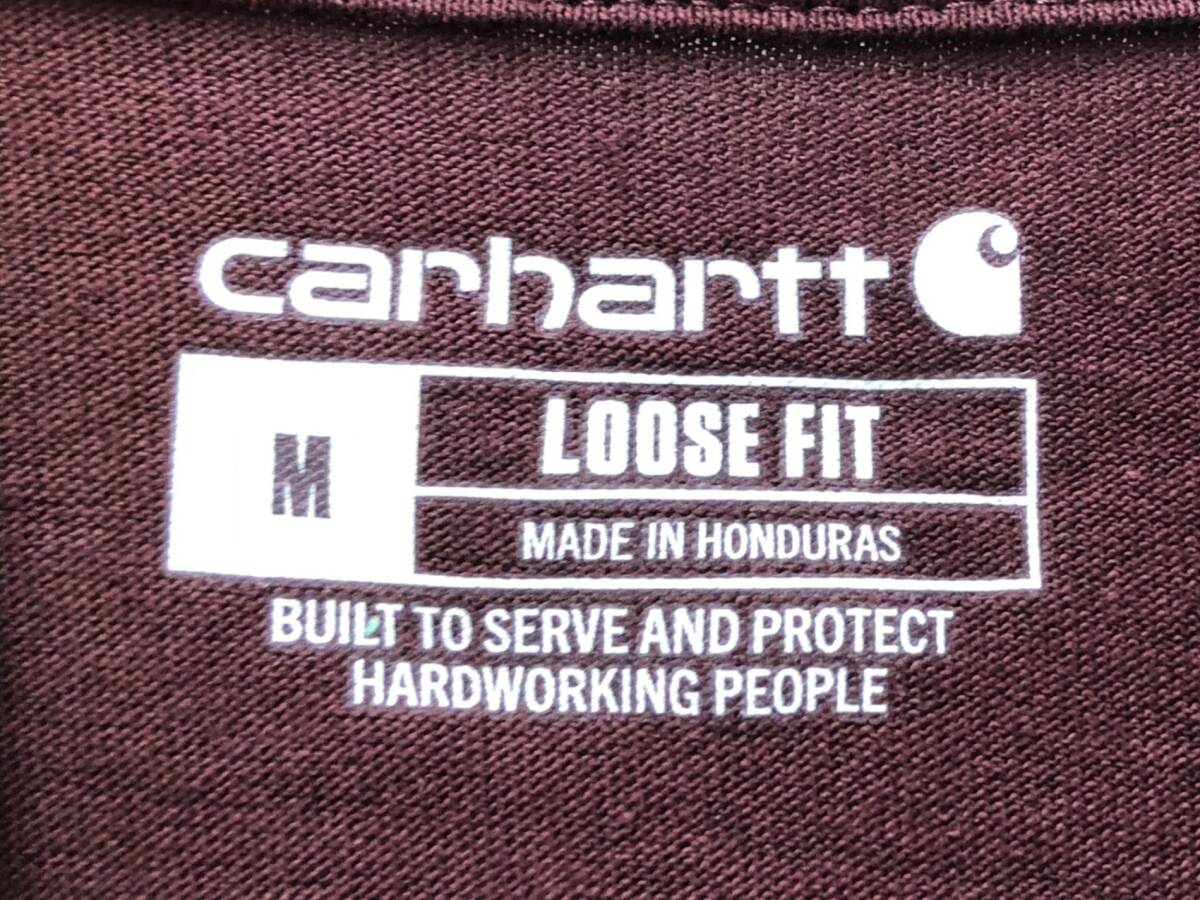 carhartt
M
LOOSE FIT
MADE IN HONDURAS
BUILT TO SERVE AND PROTECT
HARDWORKING PEOPLE